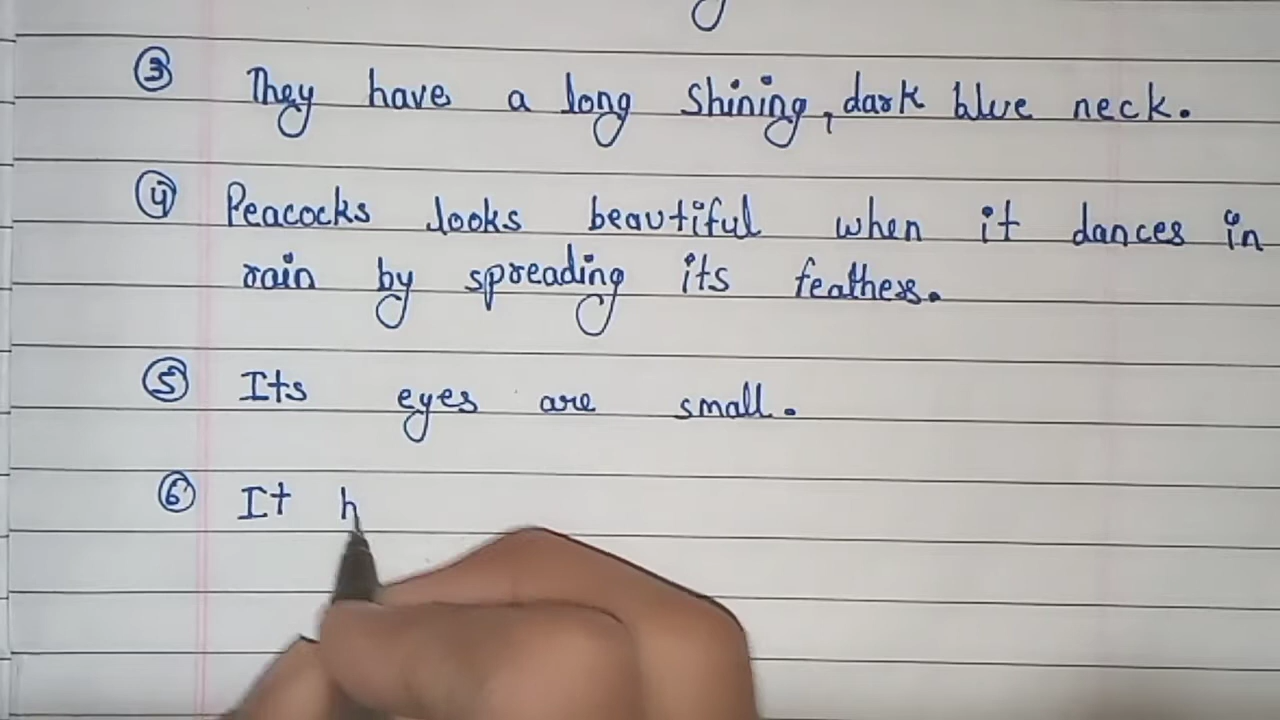 ③ They have a long shining, dark blue neck.
④ Peacocks looks beautiful when it dances in
rain by spreading its feathers.
⑤ Its eyes are small.
⑥ It h